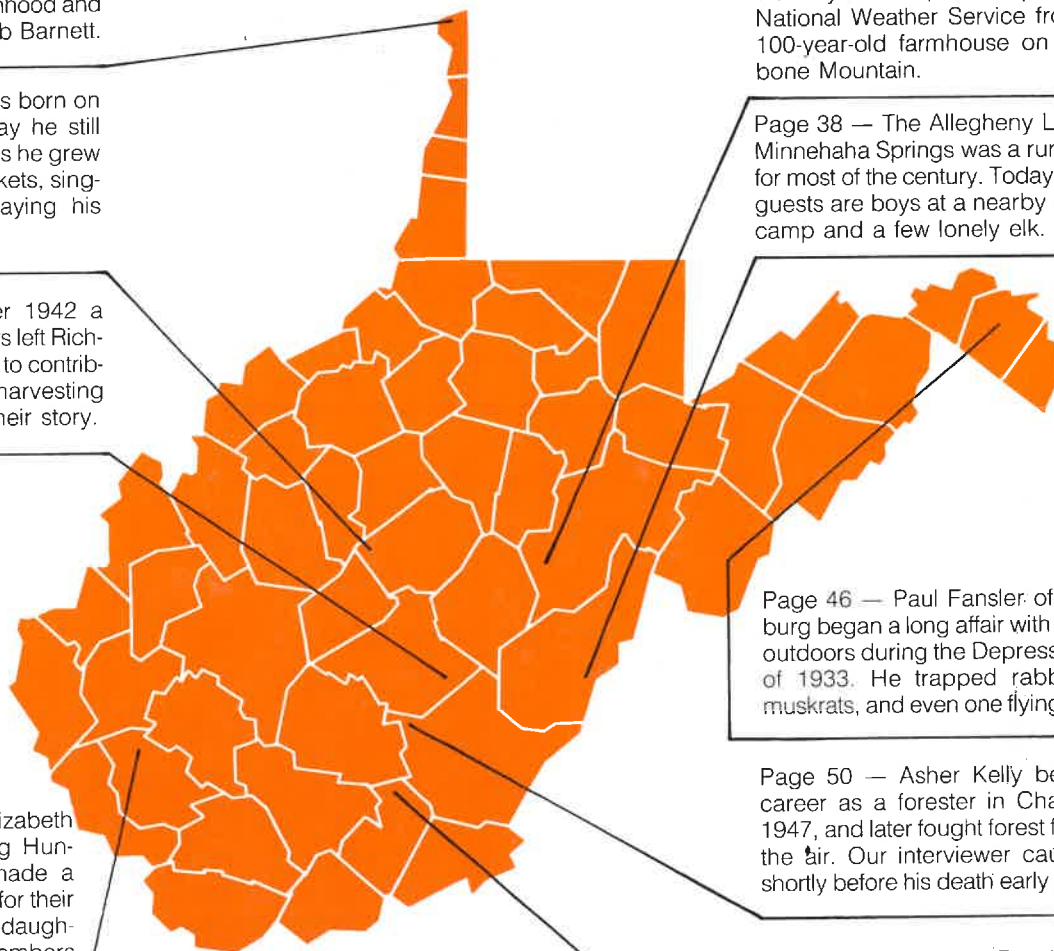 nhood and
b Barnett.
s born on
ay he still
s he grew
kets, sing-
aying his
er 1942 a
rs left Rich-
to contrib-
harvesting
heir story.
izabeth
g Hun-
made a
for their
daugh-
National Weather Service fro
100-year-old farmhouse on
bone Mountain.
Page 38 — The Allegheny L
Minnehaha Springs was a rur
for most of the century. Today
guests are boys at a nearby
camp and a few lonely elk.
Page 46 — Paul Fansler of
burg began a long affair with
outdoors during the Depress
of 1933. He trapped rabb
muskrats, and even one flying
Page 50 — Asher Kelly be
career as a forester in Cha
1947, and later fought forest f
the air. Our interviewer cau
shortly before his death early